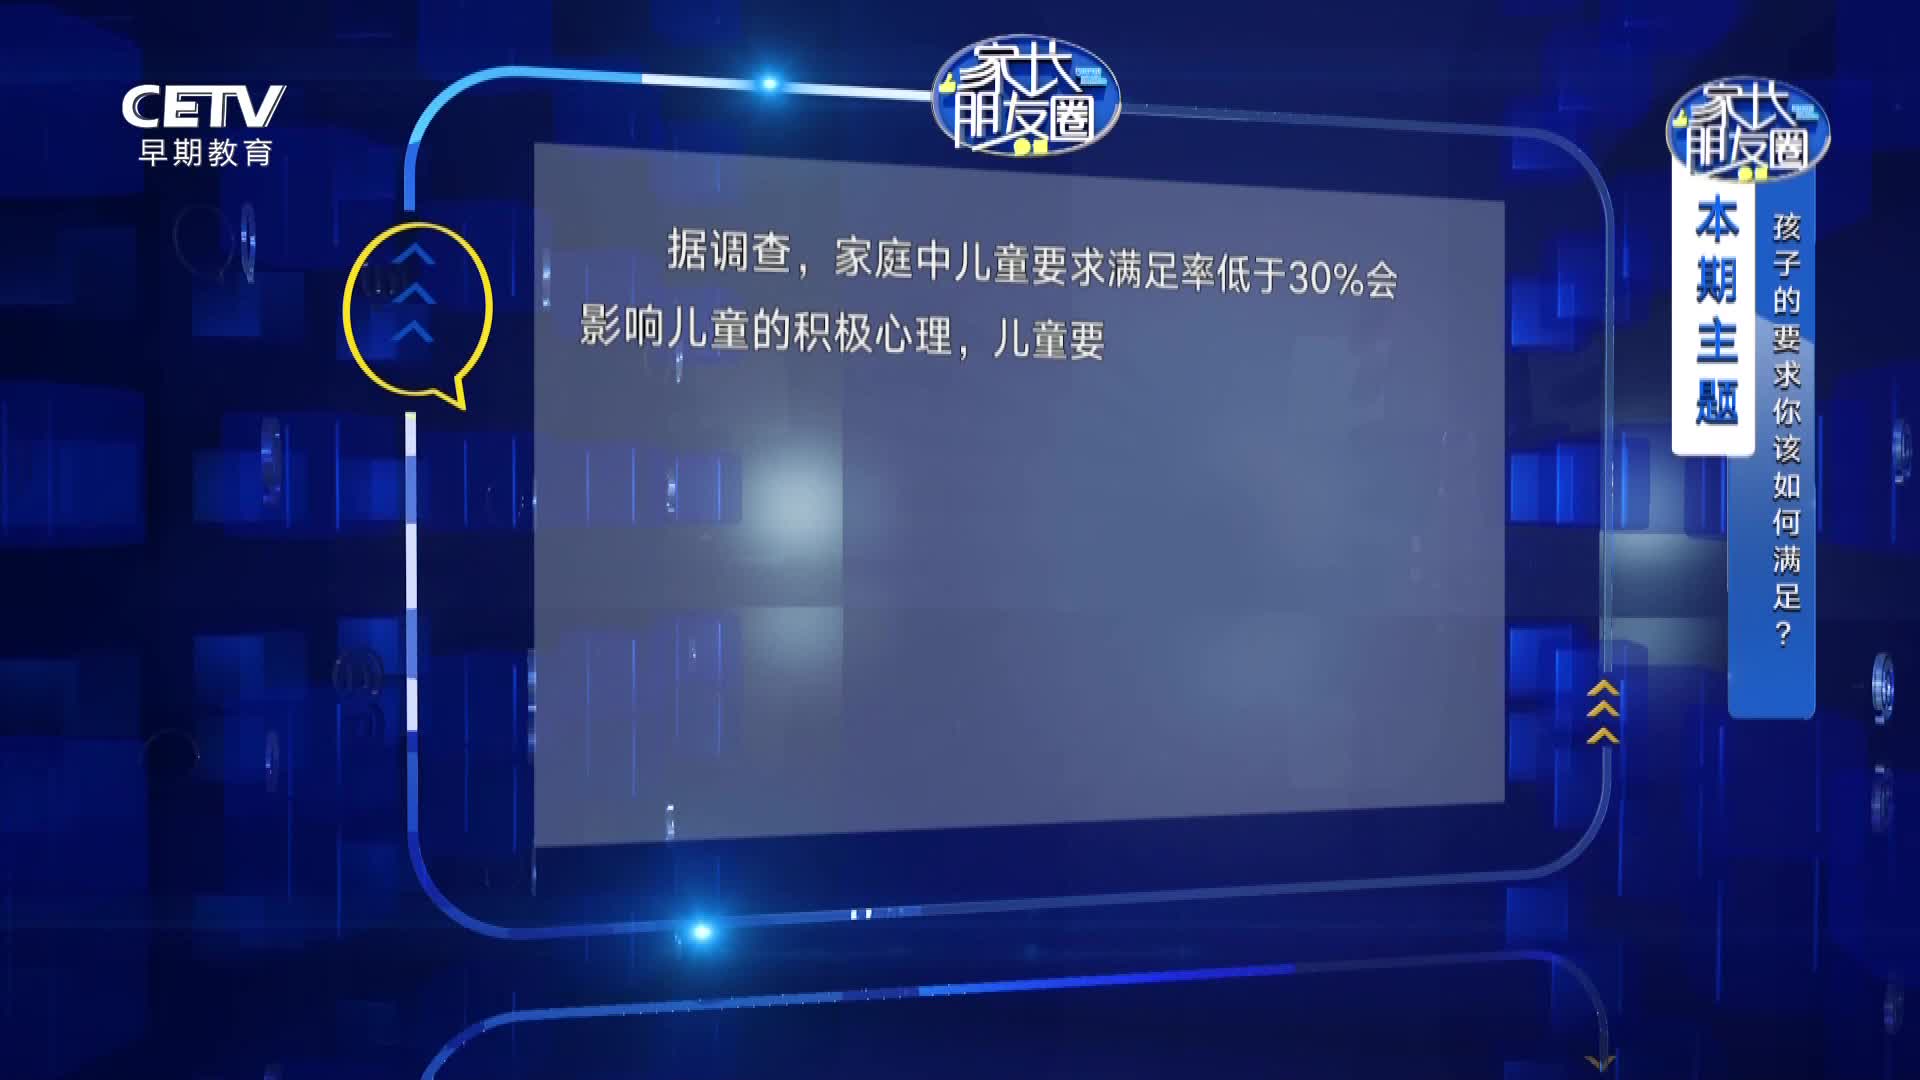 CETV
早期教育
家长
朋友圈
据调查，家庭中儿童要求满足率低于30%会
影响儿童的积极心理，儿童要
家长
朋友圈
本期主题
孩子的要求你该如何满足？